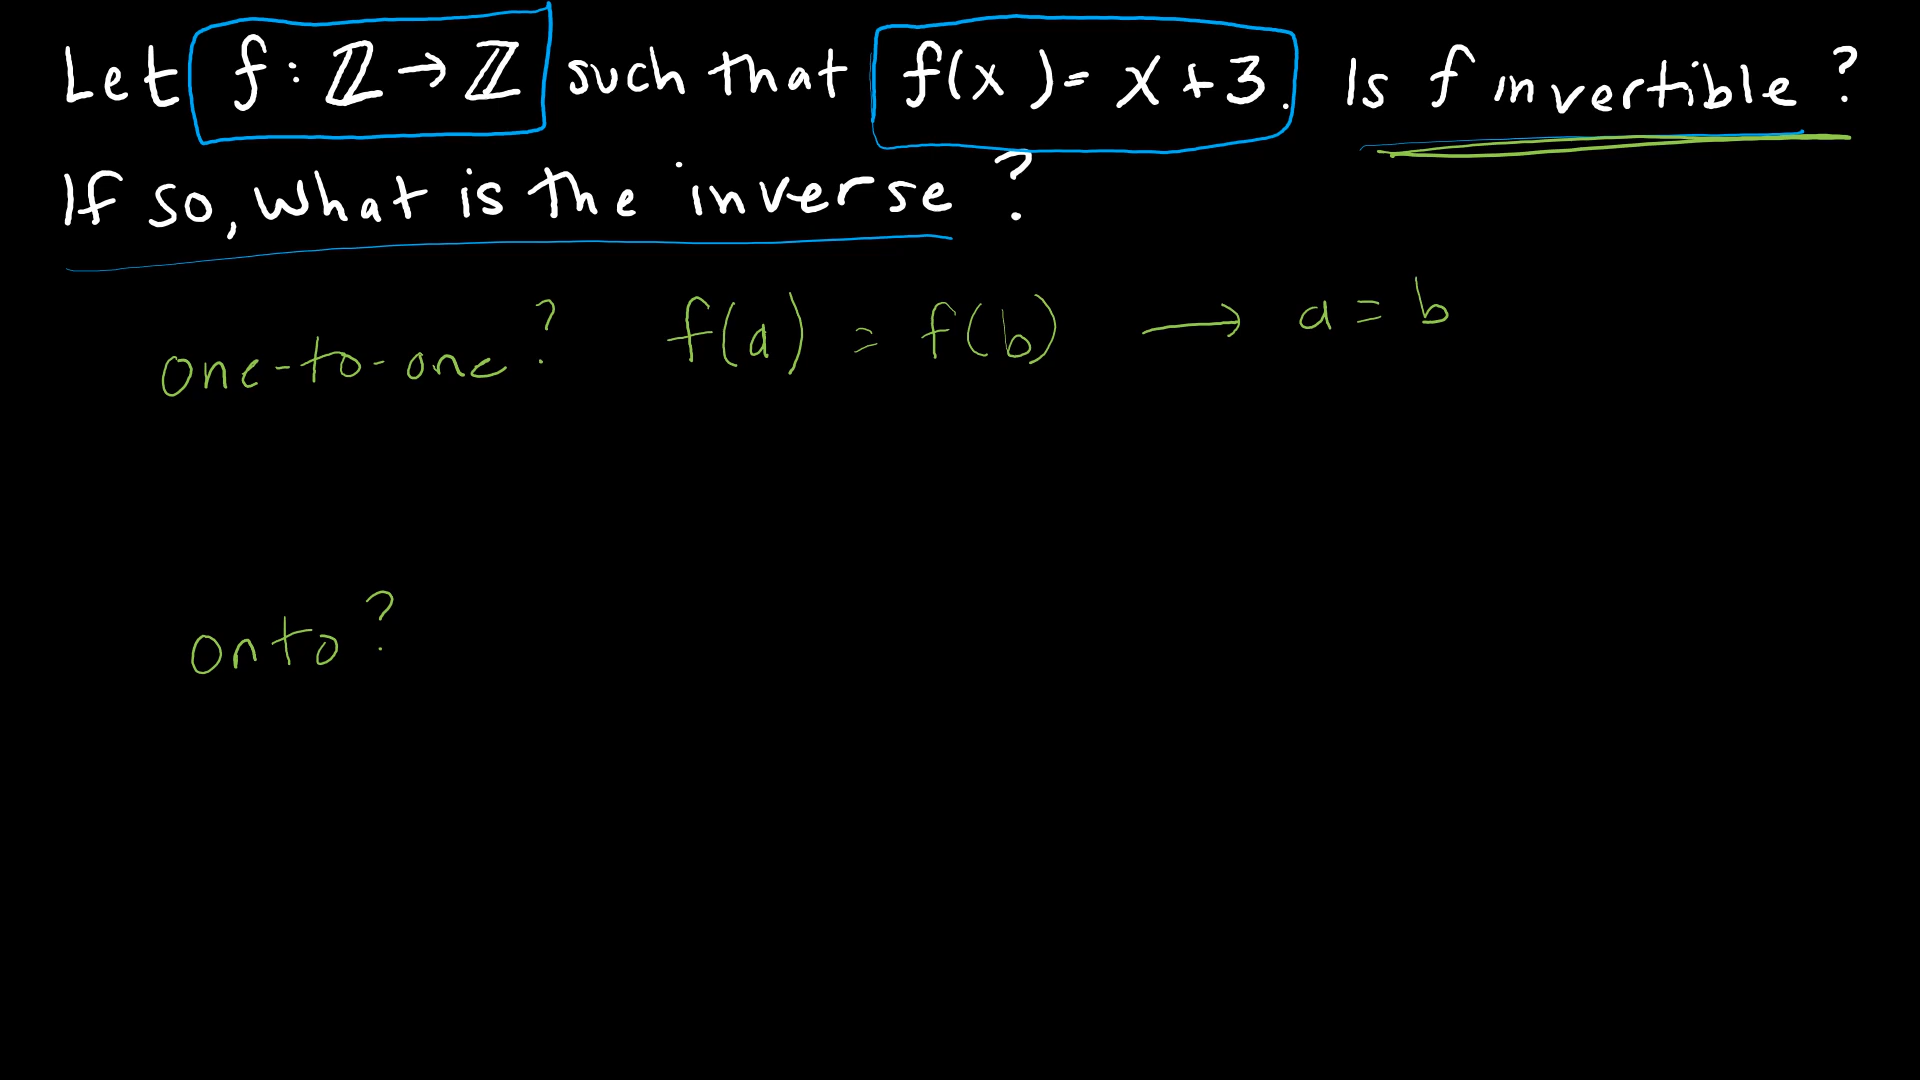 Let f: ℤ → ℤ such that f(x) = x + 3. Is f invertible?
If so, what is the inverse?
one-to-one? f(a) = f(b) → a = b
onto?